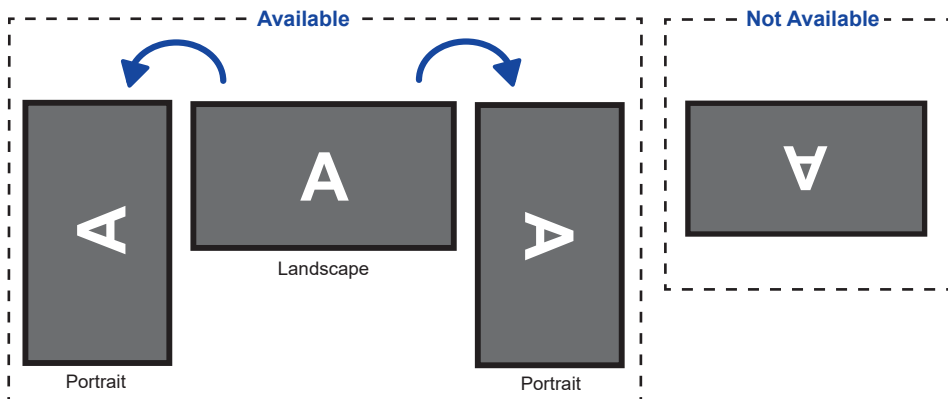 Available
Not Available
A
A
A
A
Landscape
Portrait
Portrait